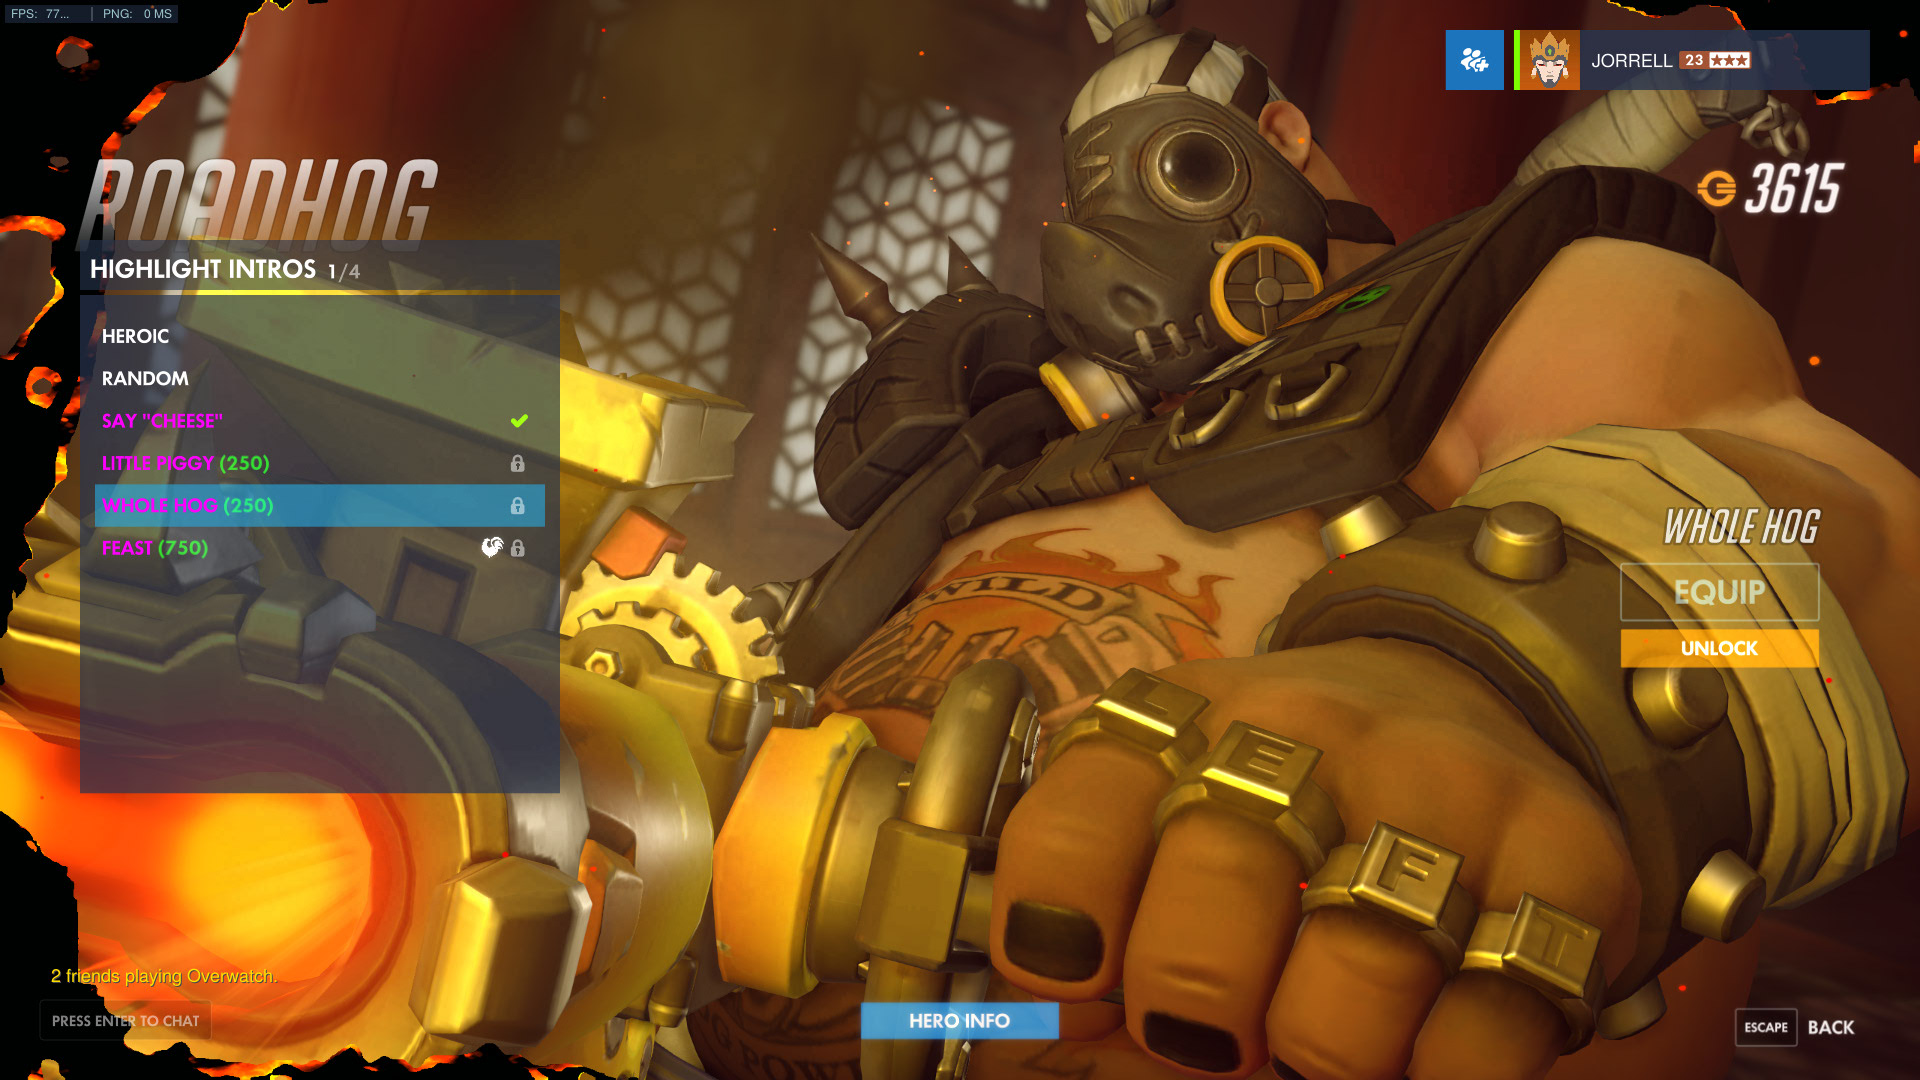 FPS: 77... | PNG: 0 MS
JORRELL 23
3615
ROADHOG
HIGHLIGHT INTROS 1/4
HEROIC
RANDOM
SAY "CHEESE"
LITTLE PIGGY (250)
WHOLE HOG (250)
FEAST (750)
WHOLE HOG
EQUIP
UNLOCK
WILD
L E F T
2 friends playing Overwatch.
PRESS ENTER TO CHAT
HERO INFO
ESCAPE BACK